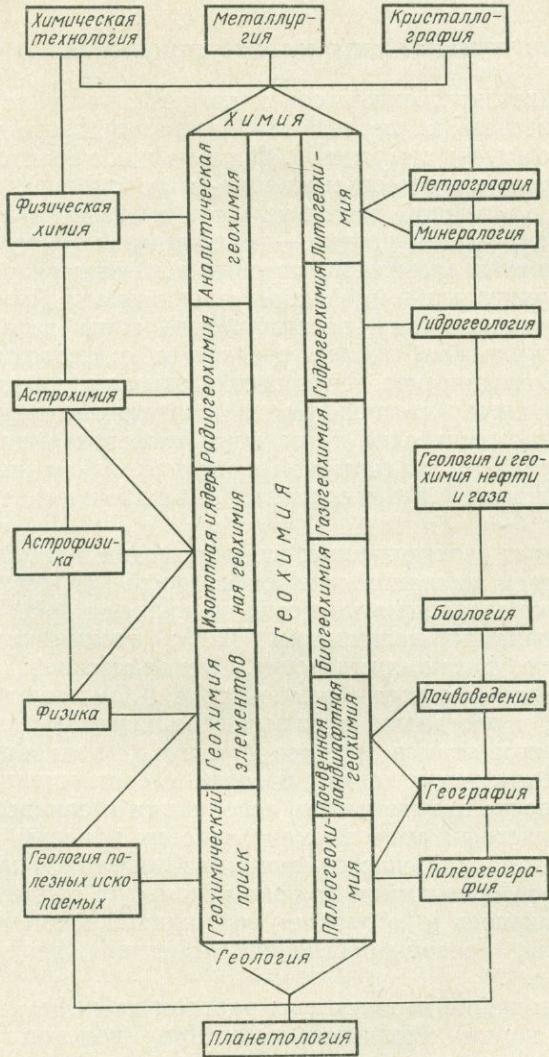 Химическая
технология
Металлур-
гия
Кристалло-
графия
Химия
Физическая
химия
Астрохимия
Астрофизи-
ка
Физика
Геология по-
лезных иско-
паемых
Аналитическая
геохимия
Радиогеохимия
Изотопная и ядер-
ная геохимия
Геохимия
элементов
Геохимический
поиск
Геохимия
Литогеохи-
мия
Гидрогеохимия
Газогеохимия
Биогеохимия
Почвенная и
ландшафтная
геохимия
Палеогеохи-
мия
Петрография
Минералогия
Гидрогеология
Геология и гео-
химия нефти
и газа
Биология
Почвоведение
География
Палеогеогра-
фия
Геология
Планетология